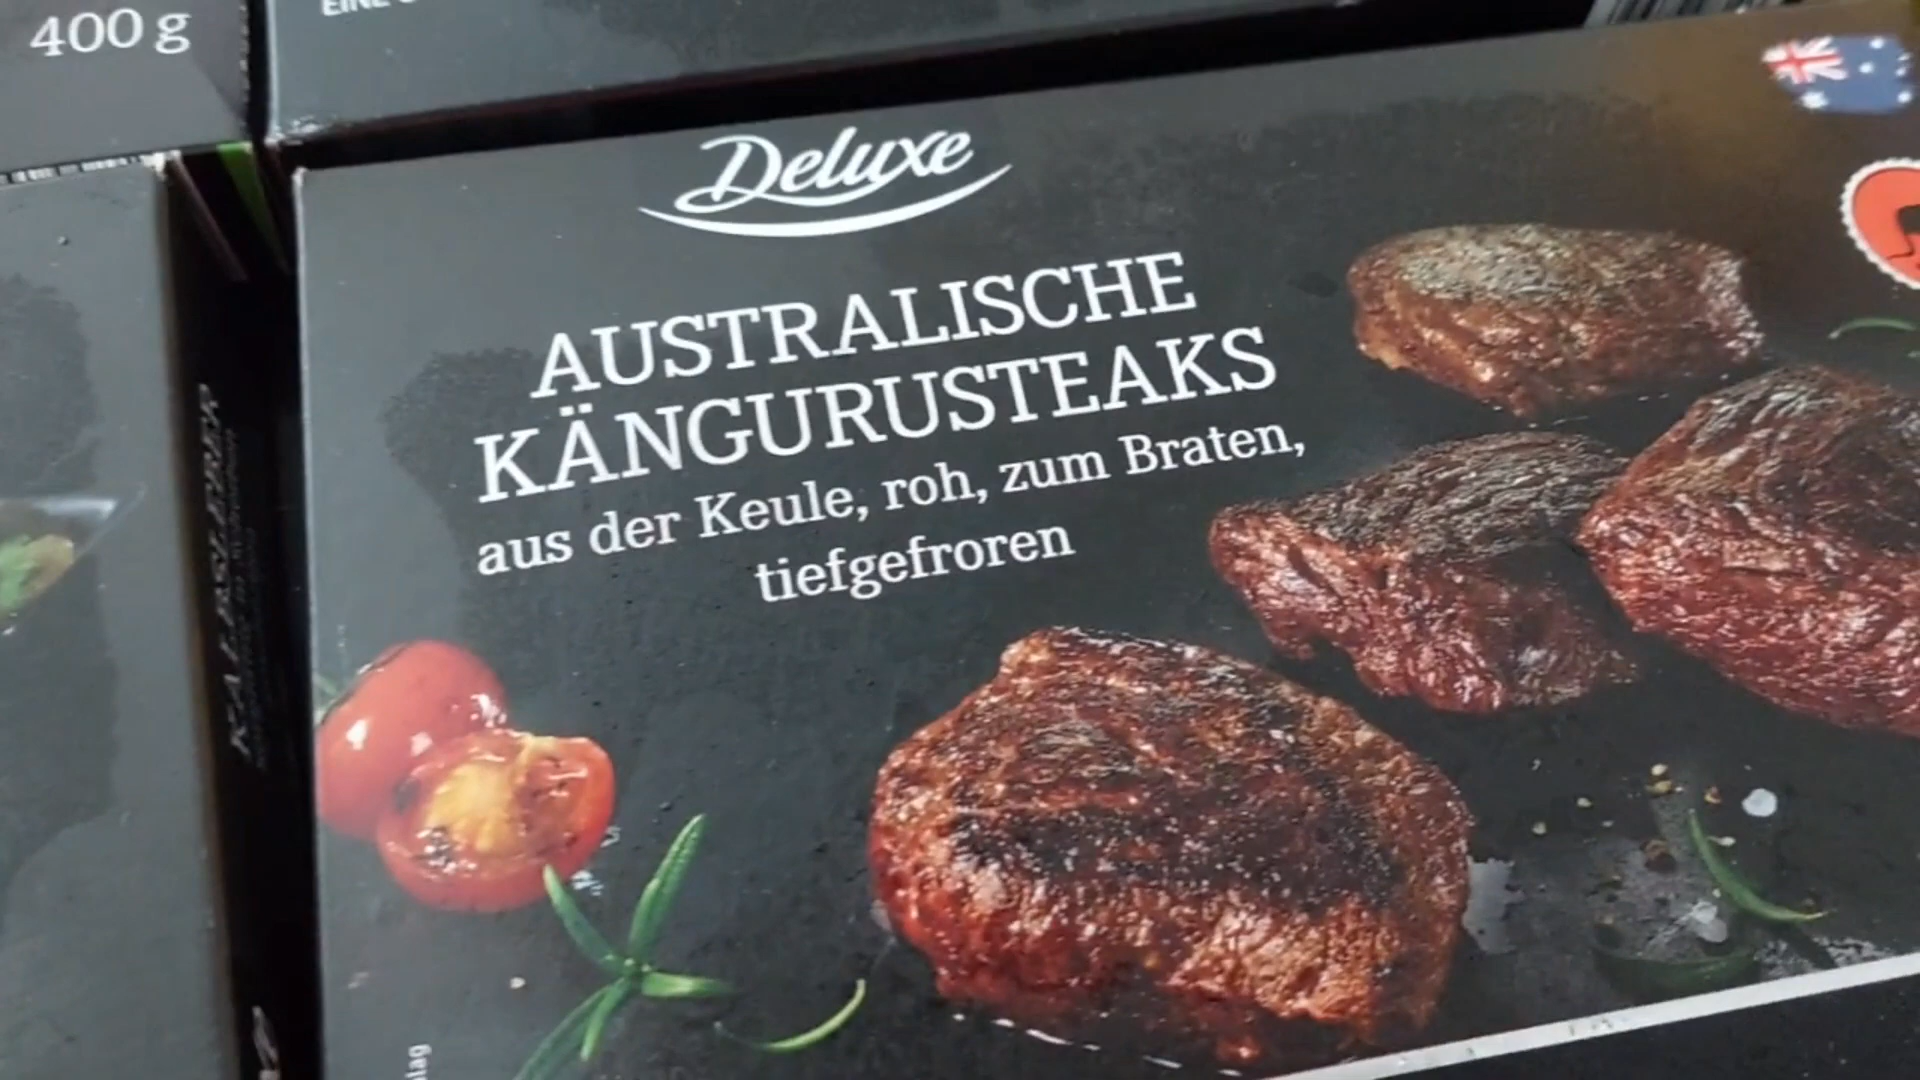 400 g
Deluxe
AUSTRALISCHE
KÄNGURUSTEAKS
aus der Keule, roh, zum Braten,
tiefgefroren